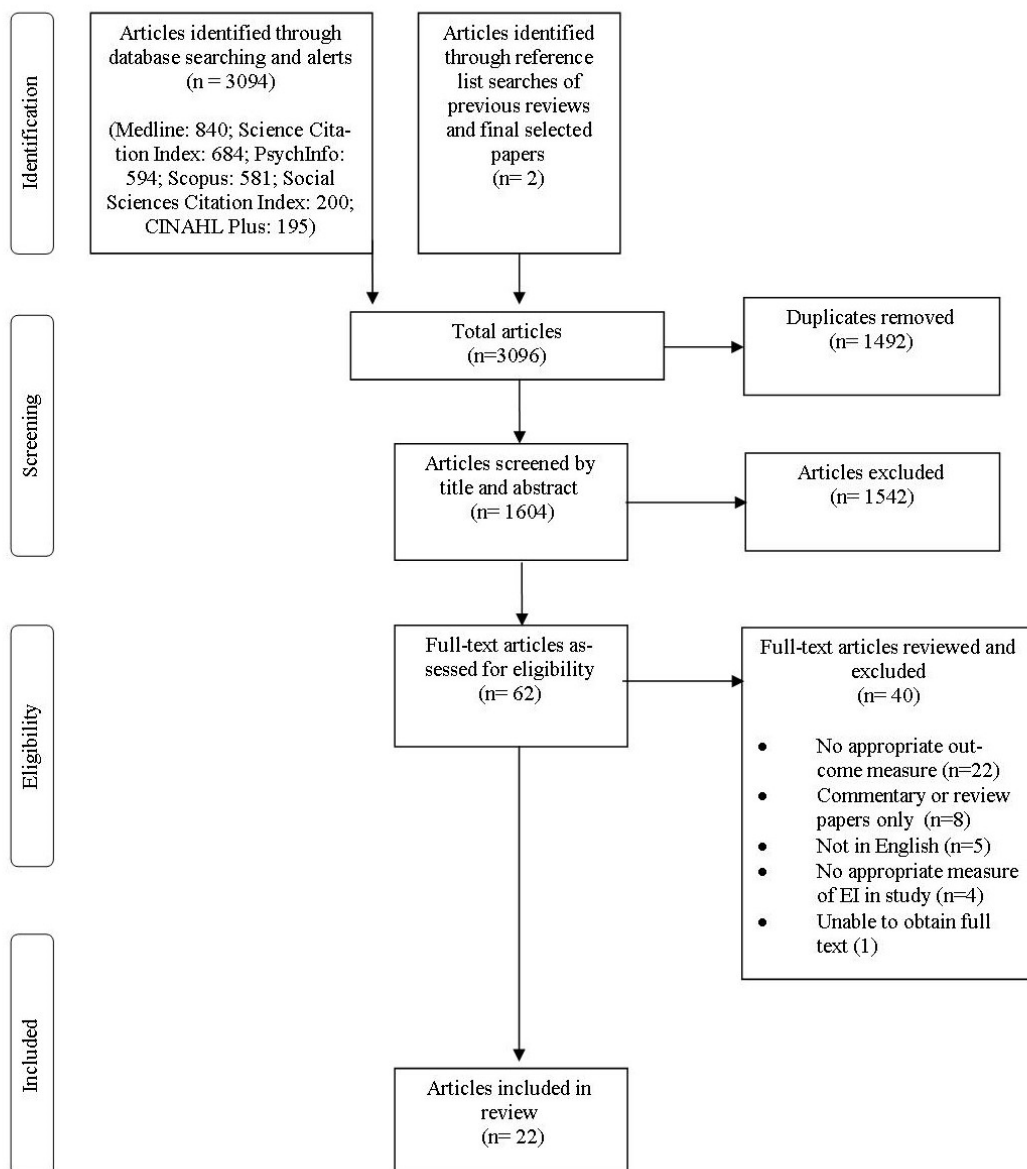 Identification
Articles identified through
database searching and alerts
(n = 3094)
(Medline: 840; Science Cita-
tion Index: 684; PsychInfo:
594; Scopus: 581; Social
Sciences Citation Index: 200;
CINAHL Plus: 195)
Articles identified
through reference
list searches of
previous reviews
and final selected
papers
(n= 2)
Screening
Total articles
(n=3096)
Duplicates removed
(n= 1492)
Articles screened by
title and abstract
(n= 1604)
Articles excluded
(n= 1542)
Eligibility
Full-text articles as-
sessed for eligibility
(n= 62)
Full-text articles reviewed and
excluded
(n= 40)
• No appropriate out-
come measure (n=22)
• Commentary or review
papers only (n=8)
• Not in English (n=5)
• No appropriate measure
of EI in study (n=4)
• Unable to obtain full
text (1)
Included
Articles included in
review
(n= 22)